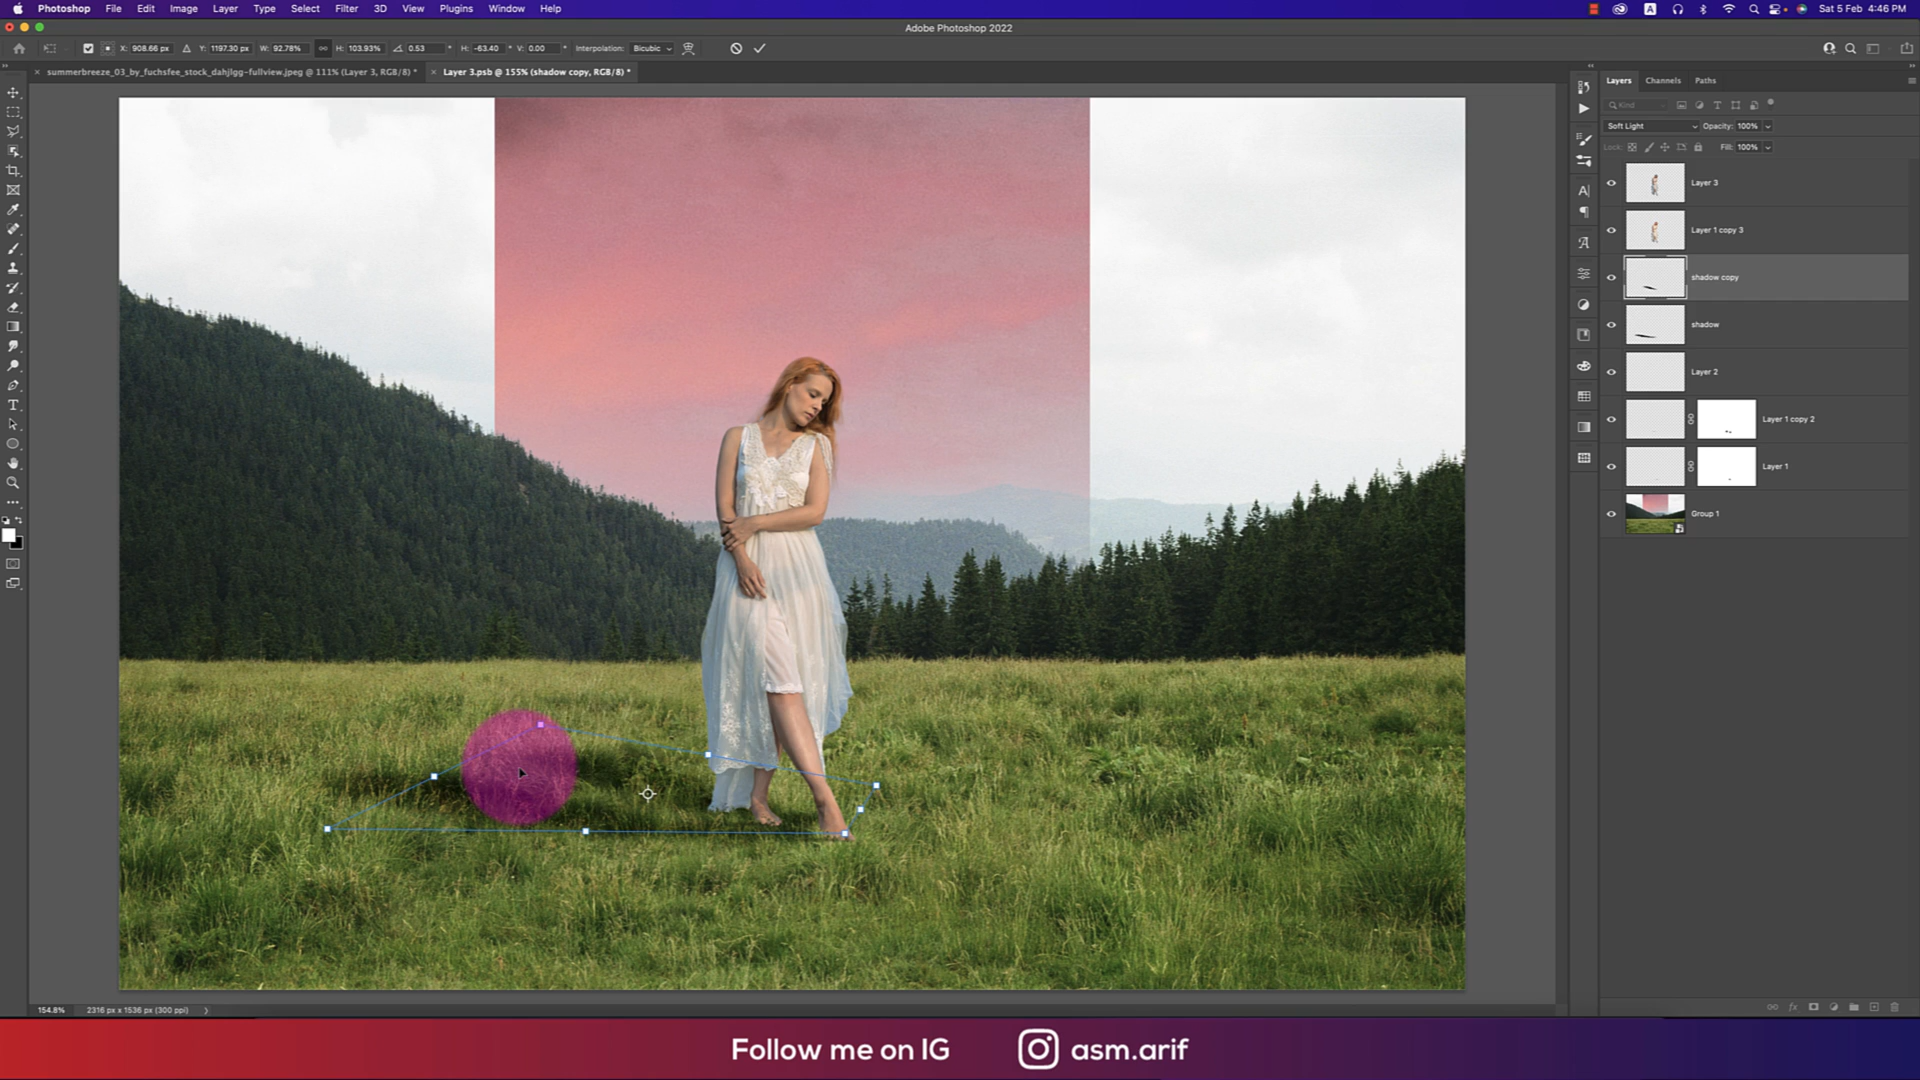 Photoshop File Edit Image Layer Type Select Filter 3D View Plugins Window Help
A Sat 5 Feb 4:46 PM
Adobe Photoshop 2022
X: 908.66 px Y: 1197.30 px W: 92.78% H: 103.93% 0.53 ° H: -63.40 ° V: 0.00 ° Interpolation: Bicubic
× summerbreeze_03_by_fuchsfee_stock_dahjlgg-fullview.jpeg @ 111% (Layer 3, RGB/8) * × Layer 3.psb @ 155% (shadow copy, RGB/8) *
Layers Channels Paths
Kind
Soft Light Opacity: 100%
Lock: Fill: 100%
Layer 3
Layer 1 copy 3
shadow copy
shadow
Layer 2
Layer 1 copy 2
Layer 1
Group 1
154.8% 2316 px x 1536 px (300 ppi)
Follow me on IG asm.arif